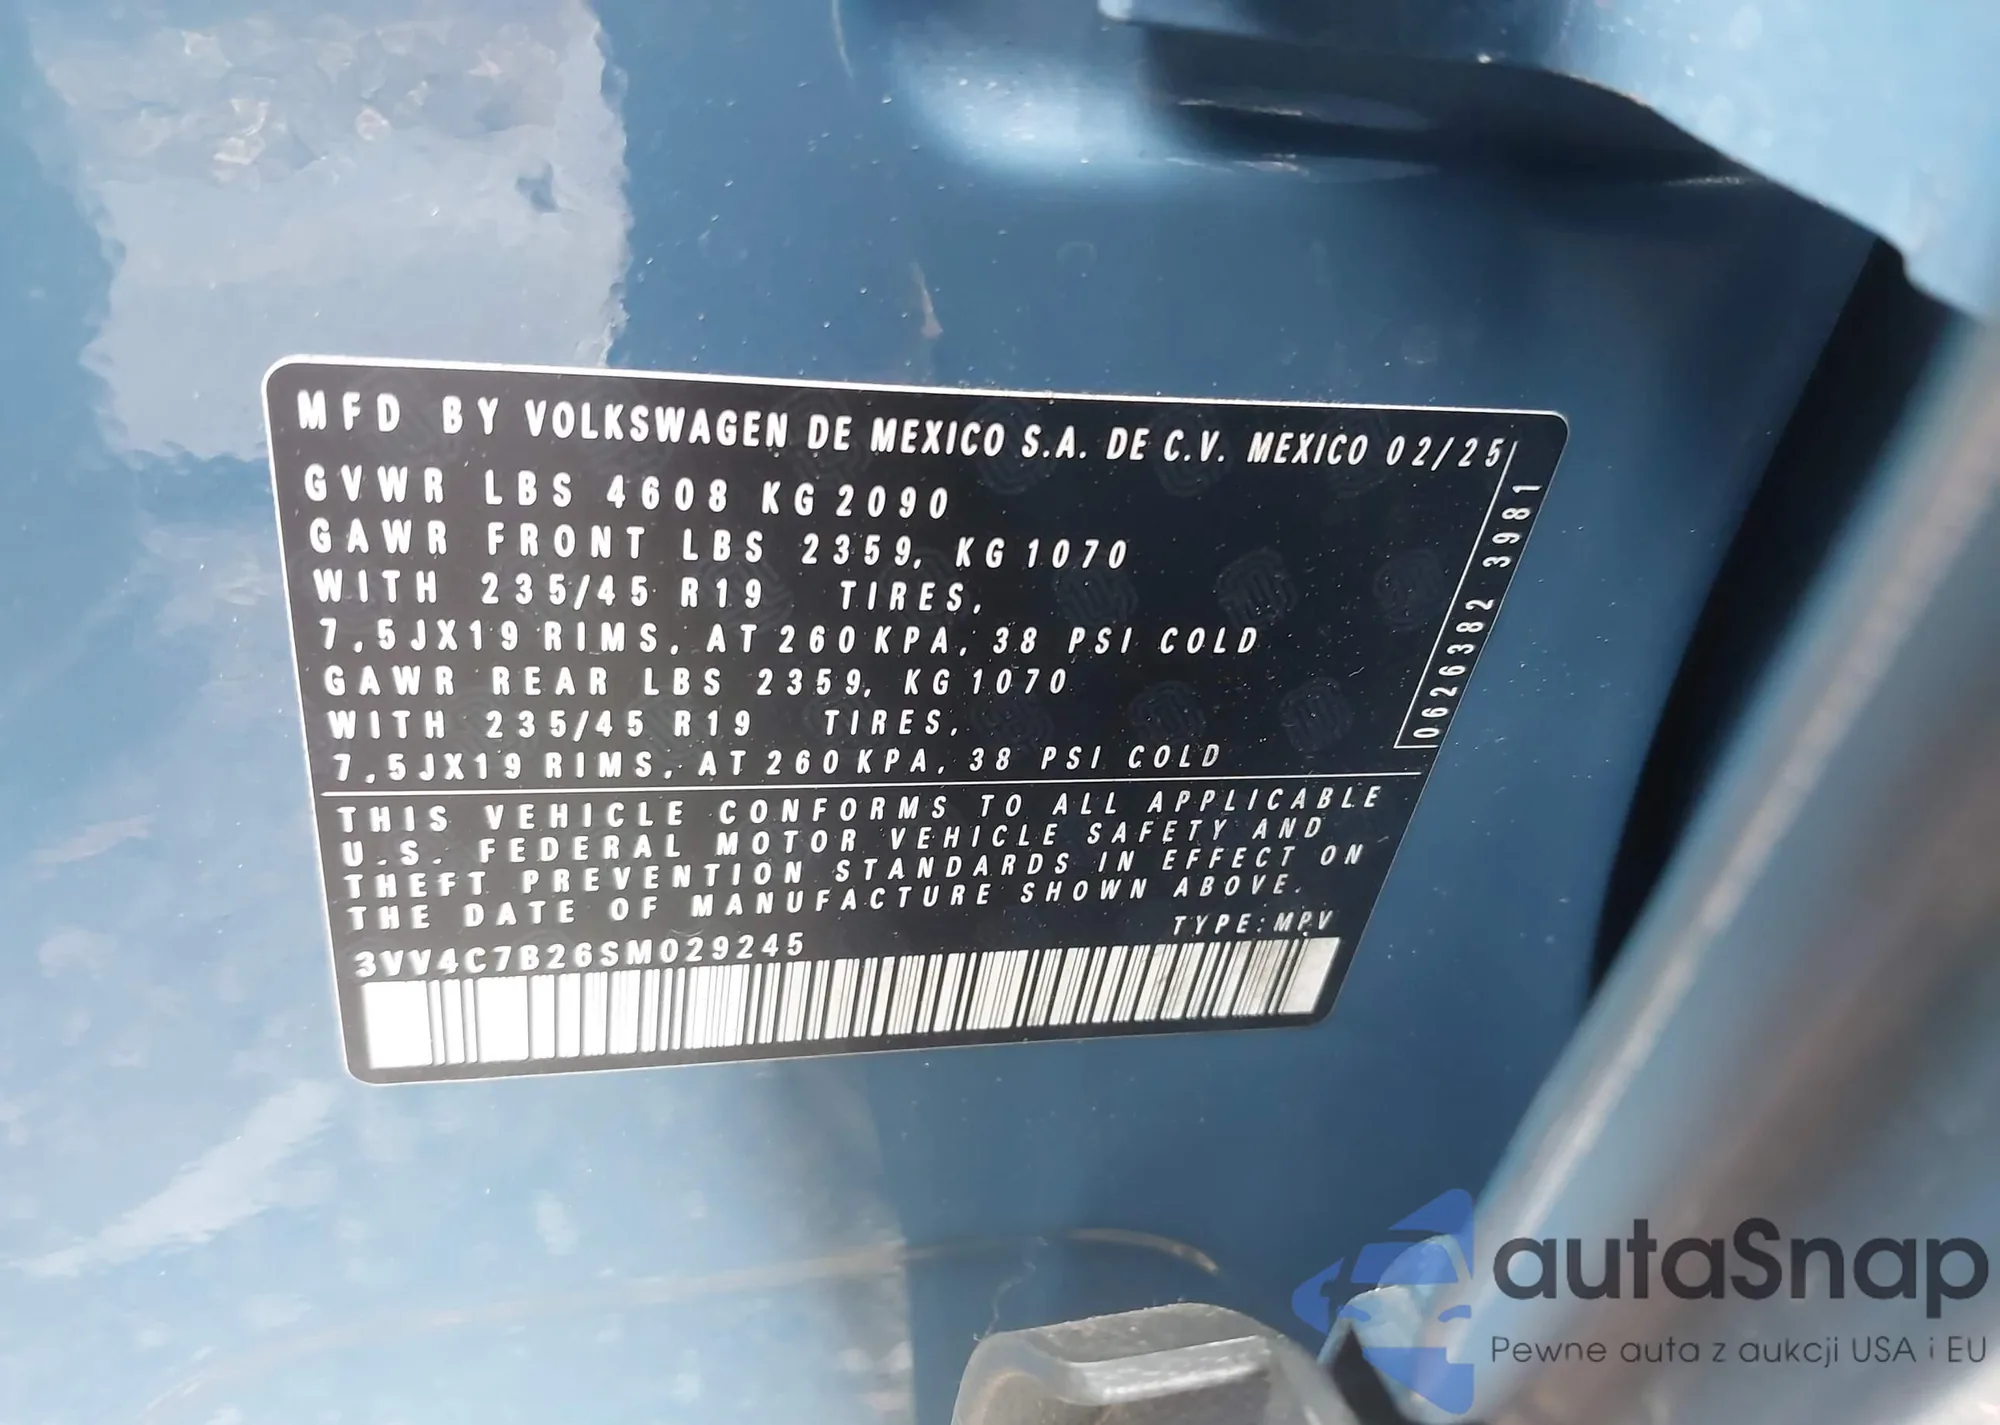 MFD BY VOLKSWAGEN DE MEXICO S.A. DE C.V. MEXICO 02/25
GVWR LBS 4608 KG 2090
GAWR FRONT LBS 2359, KG 1070
WITH 235/45 R19 TIRES,
7,5JX19 RIMS, AT 260 KPA, 38 PSI COLD
GAWR REAR LBS 2359, KG 1070
WITH 235/45 R19 TIRES,
7,5JX19 RIMS, AT 260 KPA, 38 PSI COLD
0626382 3981
THIS VEHICLE CONFORMS TO ALL APPLICABLE
U.S. FEDERAL MOTOR VEHICLE SAFETY AND
THEFT PREVENTION STANDARDS IN EFFECT ON
THE DATE OF MANUFACTURE SHOWN ABOVE.
TYPE:MPV
3VV4C7B26SM029245
autaSnap
Pewne auta z aukcji USA i EU